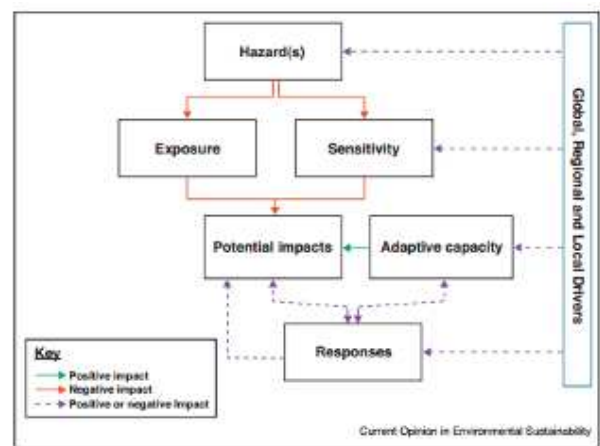 Hazard(s)
Exposure
Sensitivity
Potential impacts
Adaptive capacity
Responses
Global, Regional and Local Drivers
Key
Positive impact
Negative impact
Positive or negative impact
Current Opinion in Environmental Sustainability